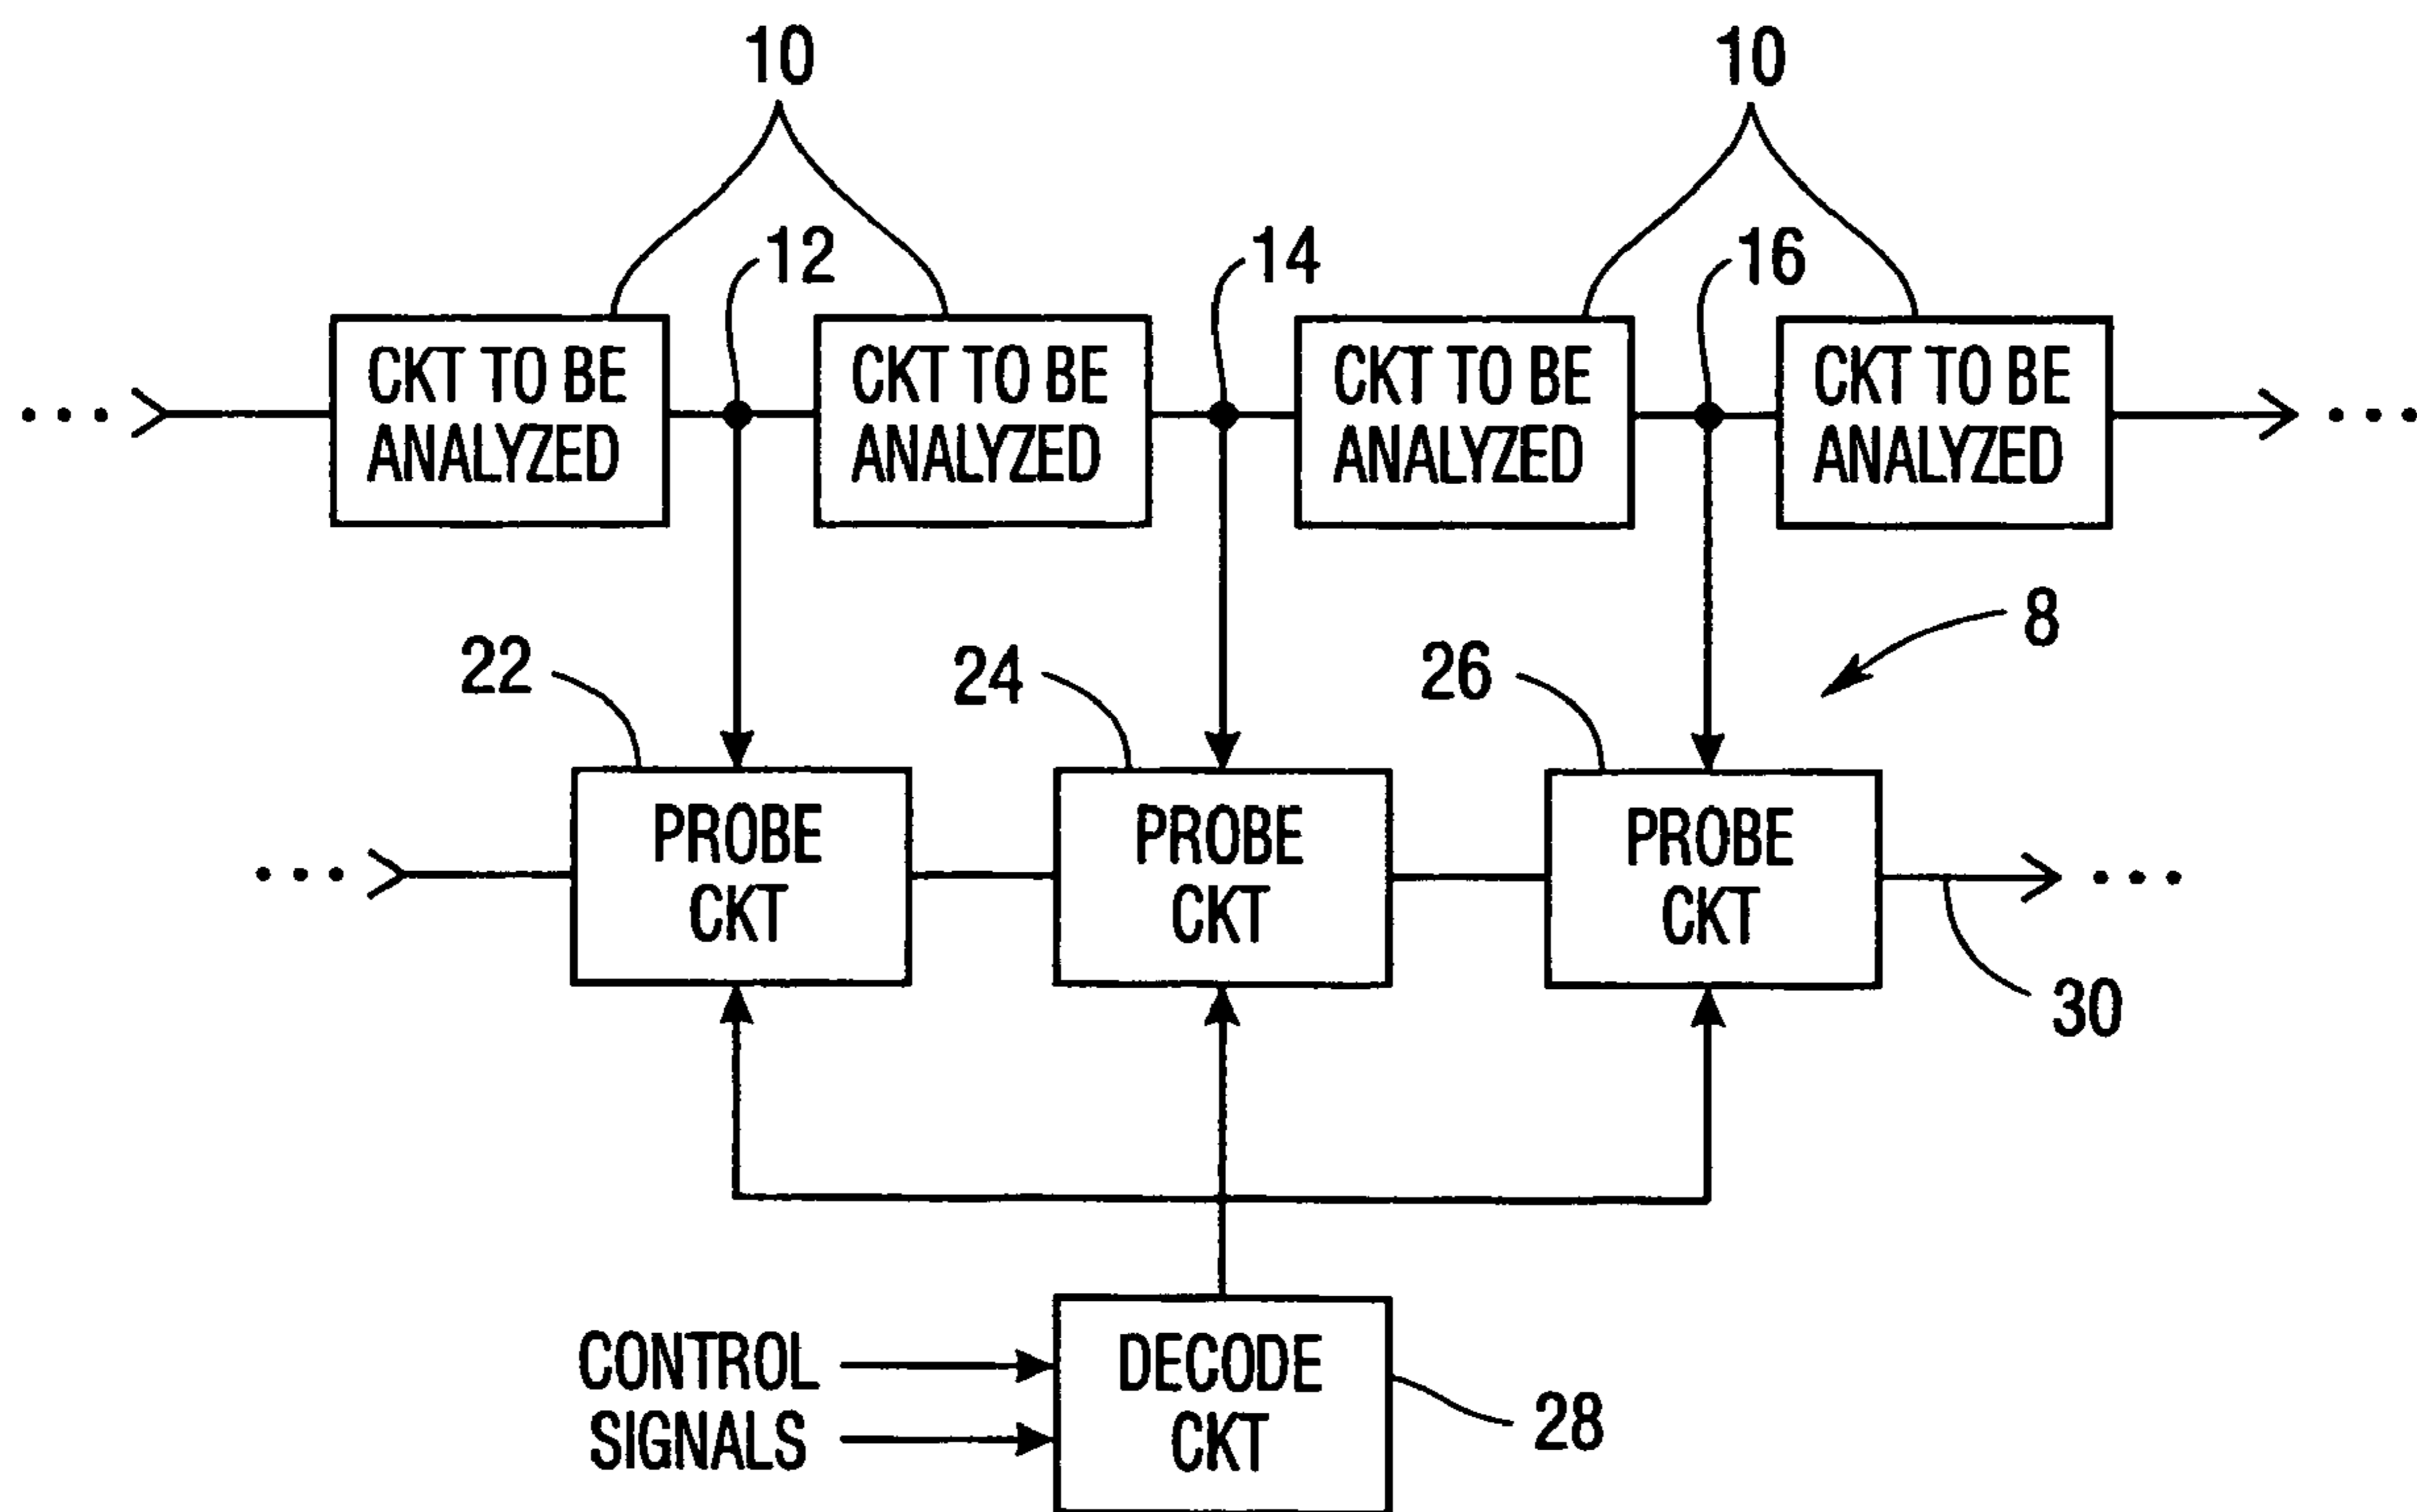 10
10
12
14
16
CKT TO BE
ANALYZED
CKT TO BE
ANALYZED
CKT TO BE
ANALYZED
CKT TO BE
ANALYZED
8
22
24
26
PROBE
CKT
PROBE
CKT
PROBE
CKT
30
CONTROL
SIGNALS
DECODE
CKT
28